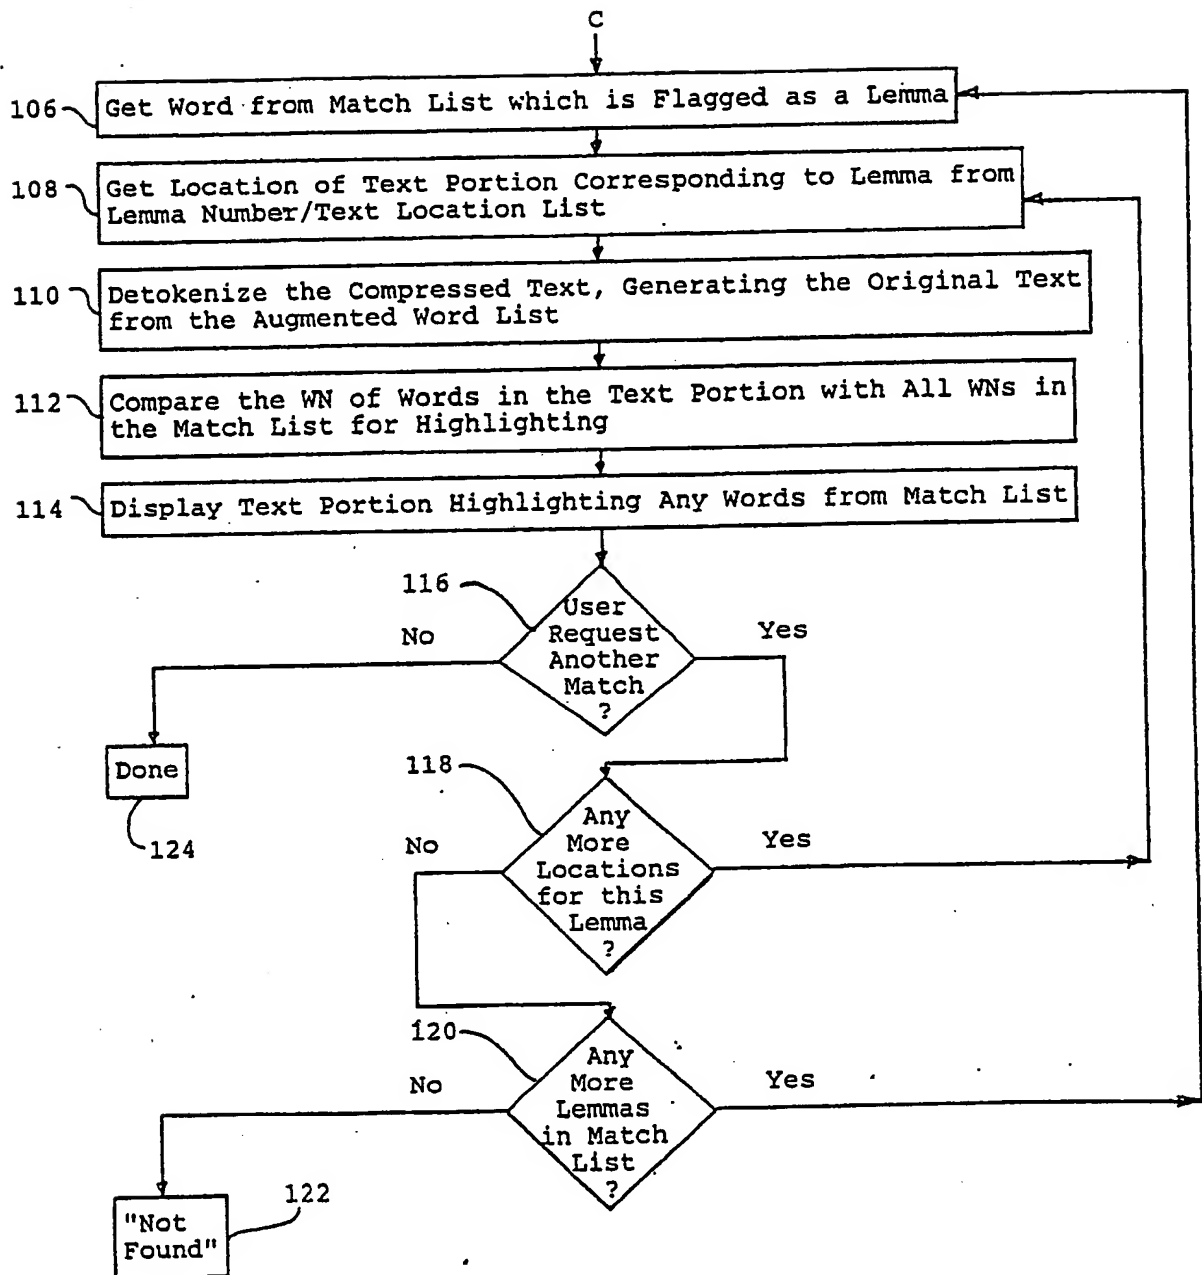 C
106
Get Word from Match List which is Flagged as a Lemma
108
Get Location of Text Portion Corresponding to Lemma from
Lemma Number/Text Location List
110
Detokenize the Compressed Text, Generating the Original Text
from the Augmented Word List
112
Compare the WN of Words in the Text Portion with All WNs in
the Match List for Highlighting
114
Display Text Portion Highlighting Any Words from Match List
116
User
Request
Another
Match
?
No
Yes
Done
124
118
Any
More
Locations
for this
Lemma
?
No
Yes
120
Any
More
Lemmas
in Match
List
?
No
Yes
"Not
Found"
122